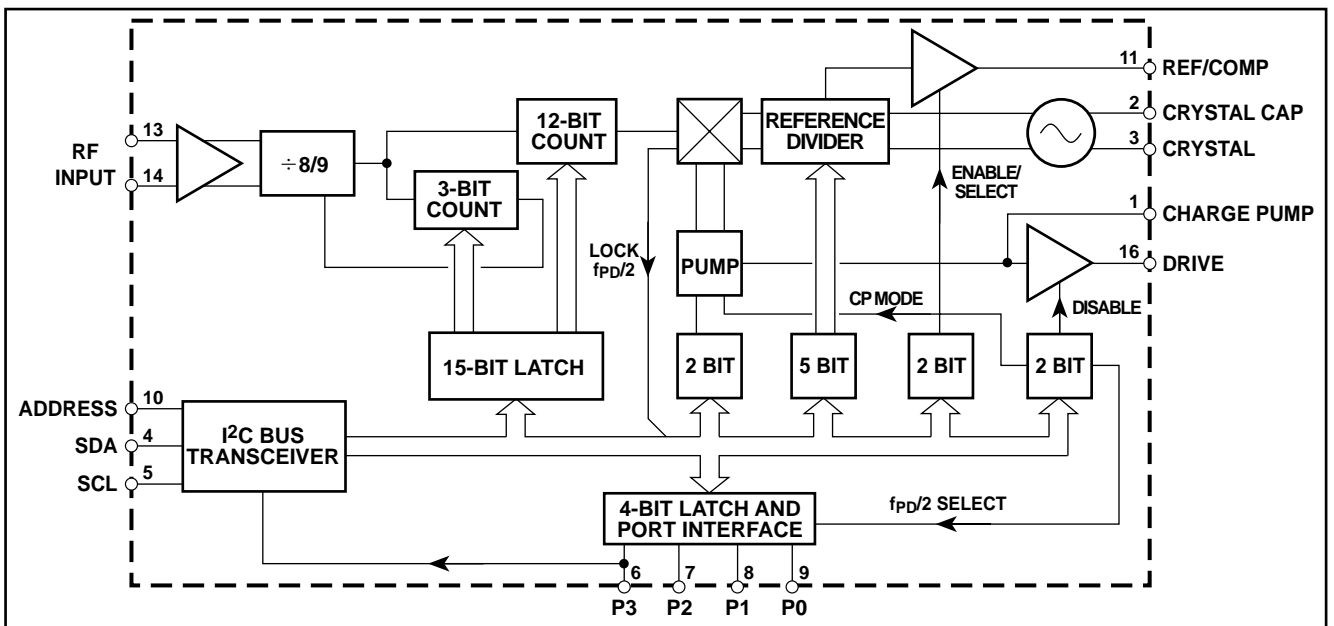 11 REF/COMP
2 CRYSTAL CAP
3 CRYSTAL
1 CHARGE PUMP
16 DRIVE
13
RF
INPUT
14
÷8/9
12-BIT
COUNT
3-BIT
COUNT
REFERENCE
DIVIDER
ENABLE/
SELECT
LOCK
fPD/2
PUMP
CP MODE
DISABLE
15-BIT LATCH
2 BIT
5 BIT
2 BIT
2 BIT
ADDRESS 10
SDA 4
SCL 5
I2C BUS
TRANSCEIVER
4-BIT LATCH AND
PORT INTERFACE
fPD/2 SELECT
6 7 8 9
P3 P2 P1 P0